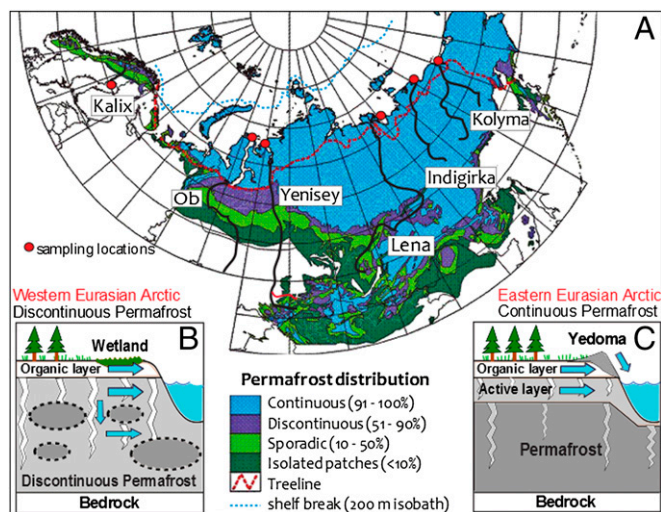 A
Kalix
Kolyma
Indigirka
Ob
Yenisey
Lena
sampling locations
Western Eurasian Arctic
Discontinuous Permafrost
B
Wetland
Organic layer
Discontinuous Permafrost
Bedrock
Permafrost distribution
Continuous (91 - 100%)
Discontinuous (51 - 90%)
Sporadic (10 - 50%)
Isolated patches (<10%)
Treeline
shelf break (200 m isobath)
Eastern Eurasian Arctic
Continuous Permafrost
C
Yedoma
Organic layer
Active layer
Permafrost
Bedrock